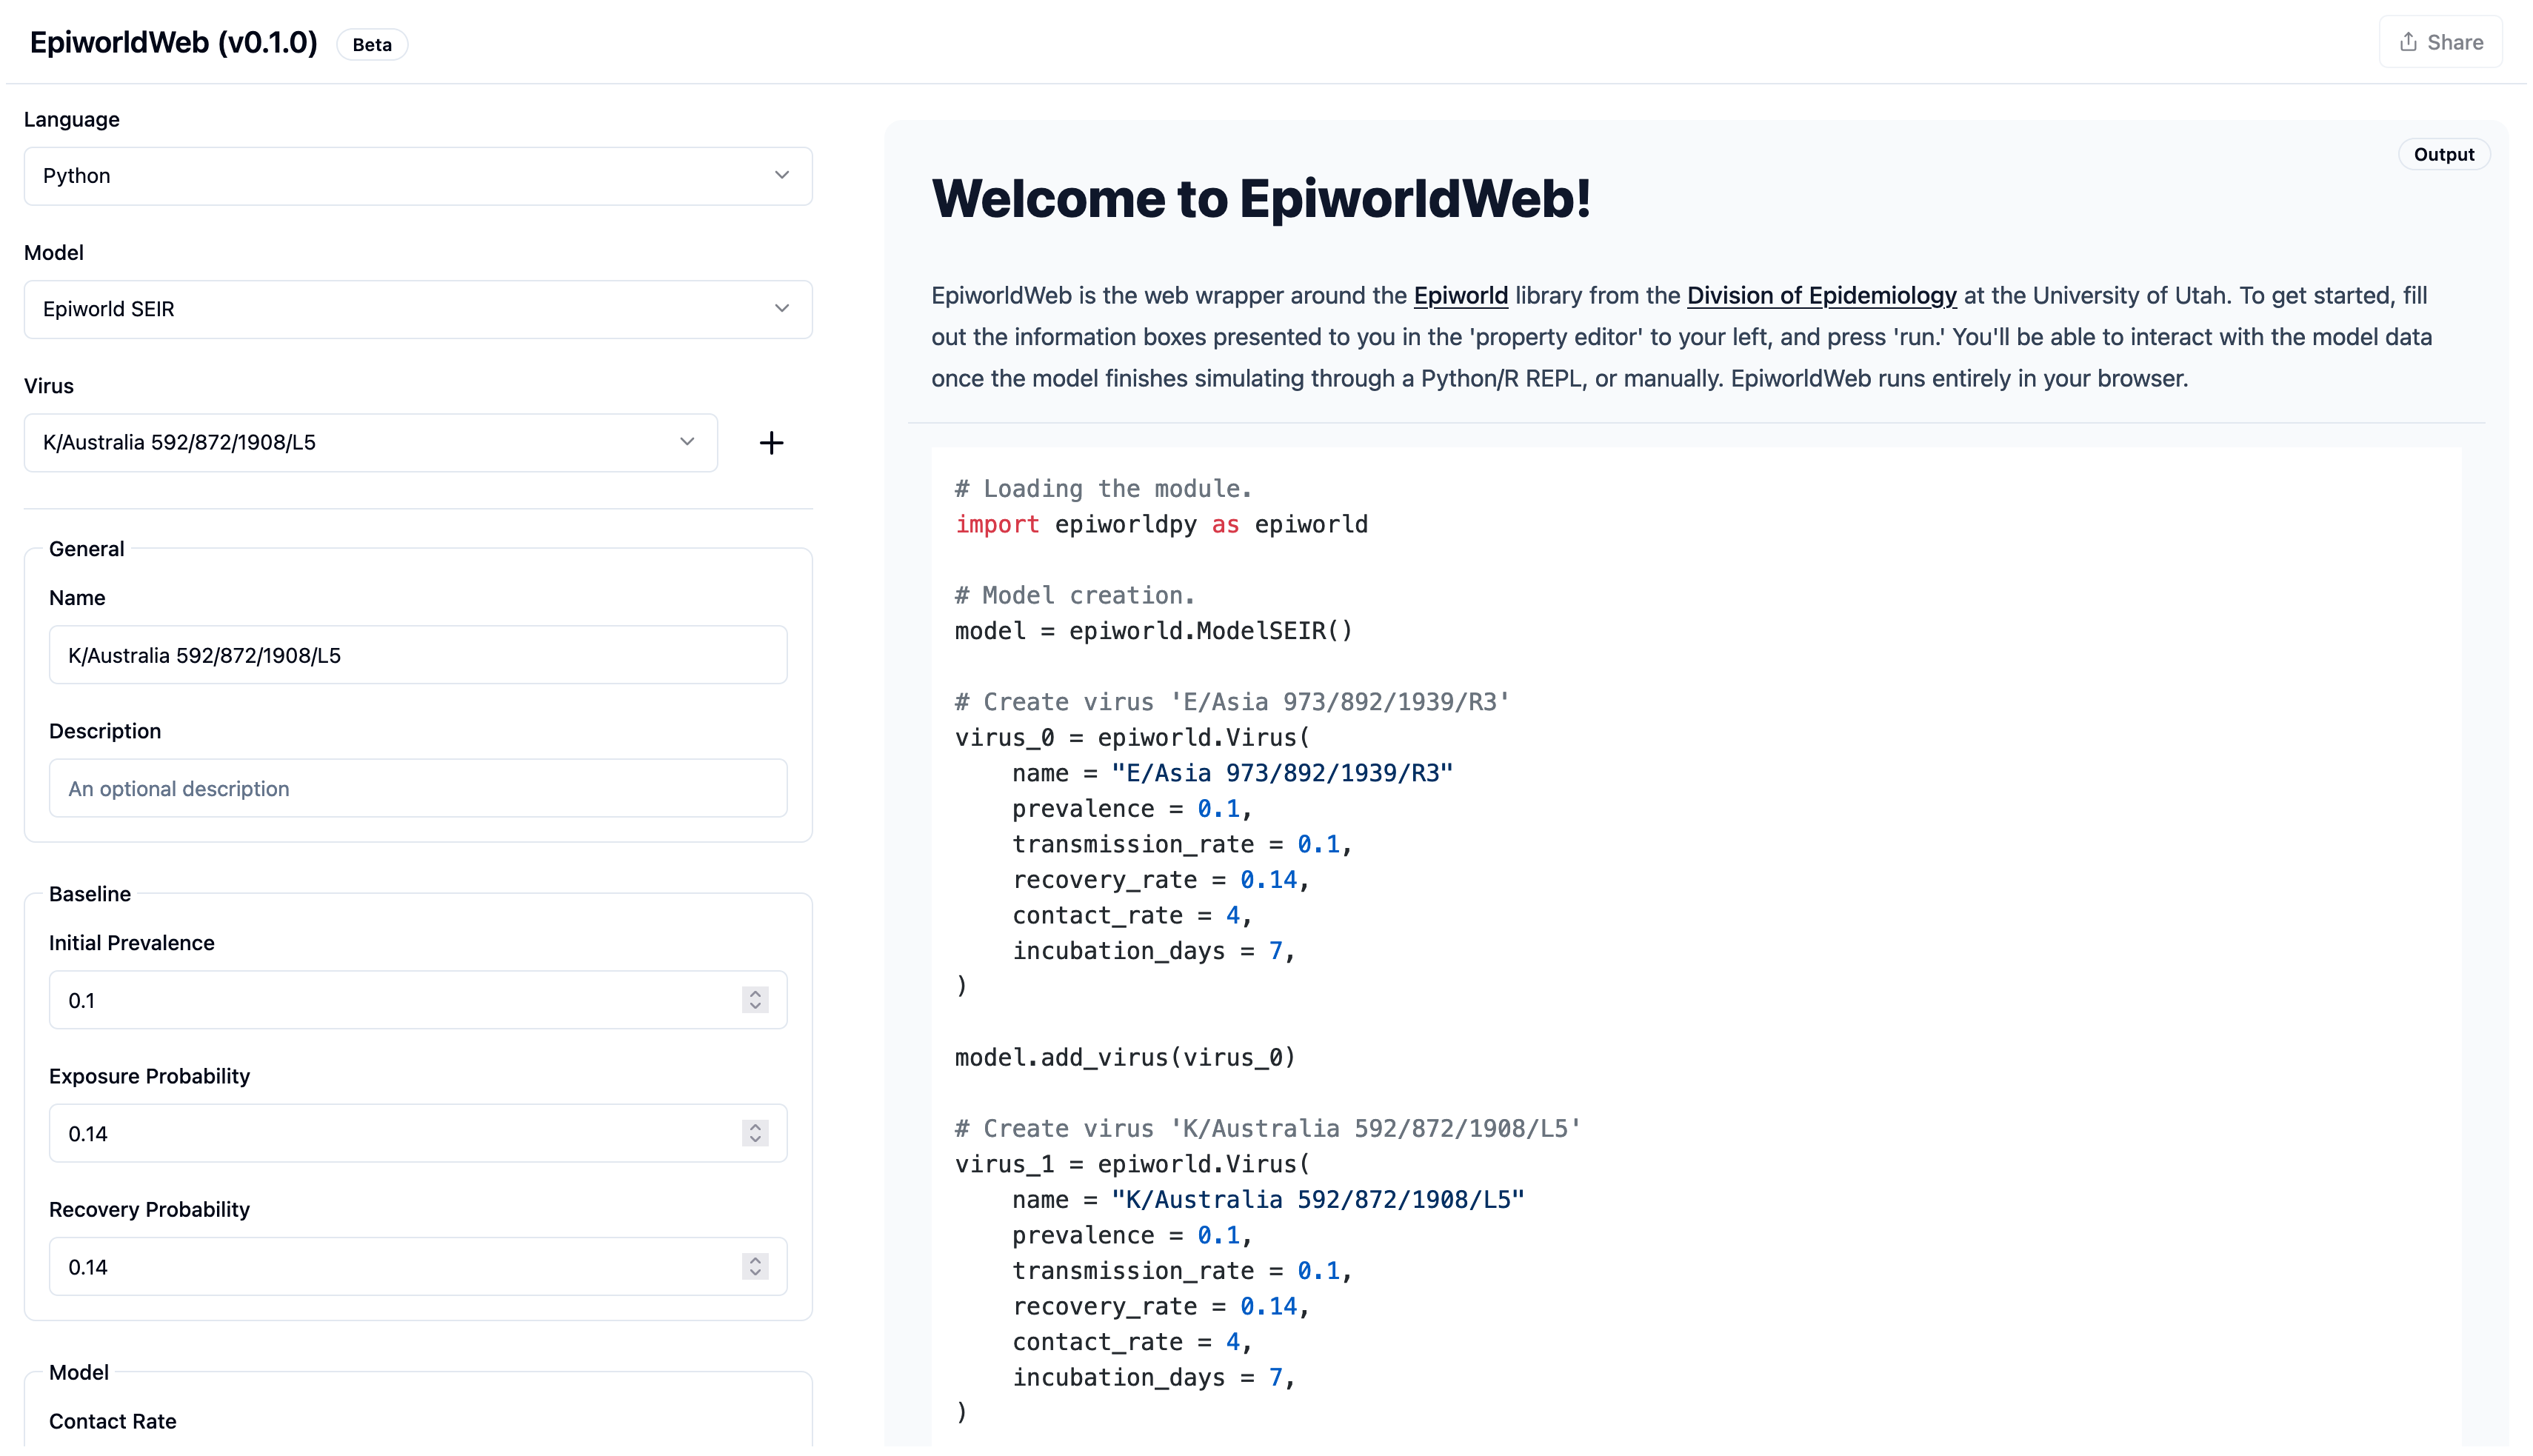 EpiworldWeb (v0.1.0)
Beta
Share
Language
Python
Model
Epiworld SEIR
Virus
K/Australia 592/872/1908/L5
General
Name
K/Australia 592/872/1908/L5
Description
An optional description
Baseline
Initial Prevalence
0.1
Exposure Probability
0.14
Recovery Probability
0.14
Model
Contact Rate
Output
Welcome to EpiworldWeb!
EpiworldWeb is the web wrapper around the Epiworld library from the Division of Epidemiology at the University of Utah. To get started, fill
out the information boxes presented to you in the 'property editor' to your left, and press 'run.' You'll be able to interact with the model data
once the model finishes simulating through a Python/R REPL, or manually. EpiworldWeb runs entirely in your browser.
# Loading the module.
import epiworldpy as epiworld
# Model creation.
model = epiworld.ModelSEIR()
# Create virus 'E/Asia 973/892/1939/R3'
virus_0 = epiworld.Virus(
    name = "E/Asia 973/892/1939/R3"
    prevalence = 0.1,
    transmission_rate = 0.1,
    recovery_rate = 0.14,
    contact_rate = 4,
    incubation_days = 7,
)
model.add_virus(virus_0)
# Create virus 'K/Australia 592/872/1908/L5'
virus_1 = epiworld.Virus(
    name = "K/Australia 592/872/1908/L5"
    prevalence = 0.1,
    transmission_rate = 0.1,
    recovery_rate = 0.14,
    contact_rate = 4,
    incubation_days = 7,
)